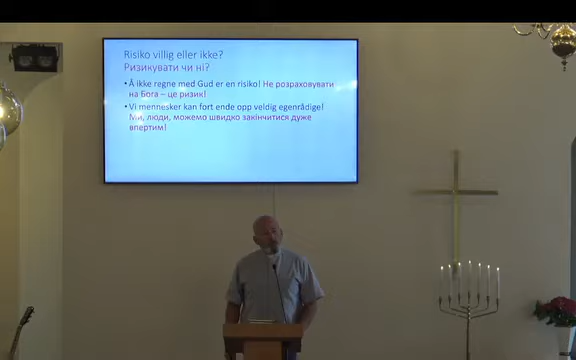 Risiko villig eller ikke?
Ризикувати чи ні?
• Å ikke regne med Gud er en risiko! Не розраховувати
на Бога – це ризик!
• Vi mennesker kan fort ende opp veldig egenrådige!
Ми, люди, можемо швидко закінчитися дуже
впертим!